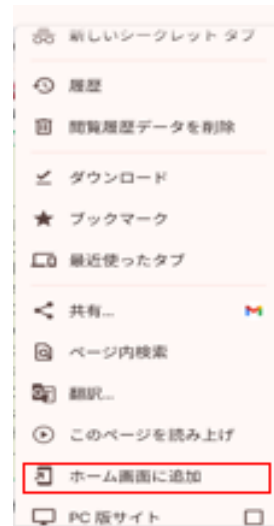 新しいシークレット タブ
履歴
閲覧履歴データを削除
ダウンロード
ブックマーク
最近使ったタブ
共有...
ページ内検索
翻訳...
このページを読み上げ
ホーム画面に追加
PC 版サイト